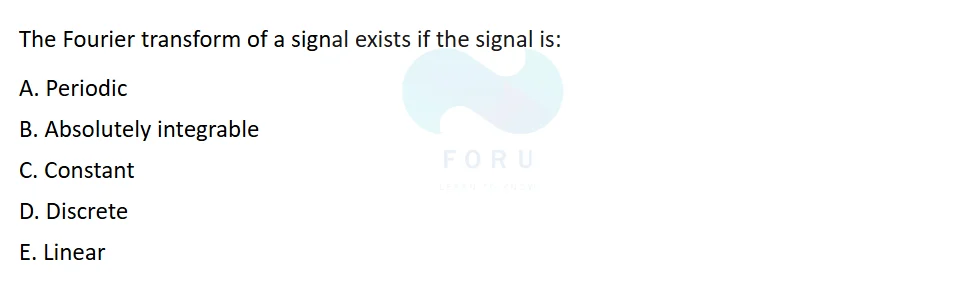 The Fourier transform of a signal exists if the signal is:
A. Periodic
B. Absolutely integrable
FORU
C. Constant
D. Discrete
E. Linear